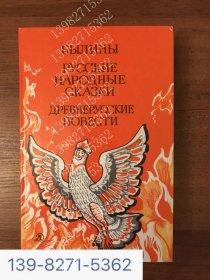 БЫЛИНЫ
РУССКИЕ
НАРОДНЫЕ
СКАЗКИ
ДРЕВНЕРУССКИЕ
ПОВЕСТИ
139-8271-5362